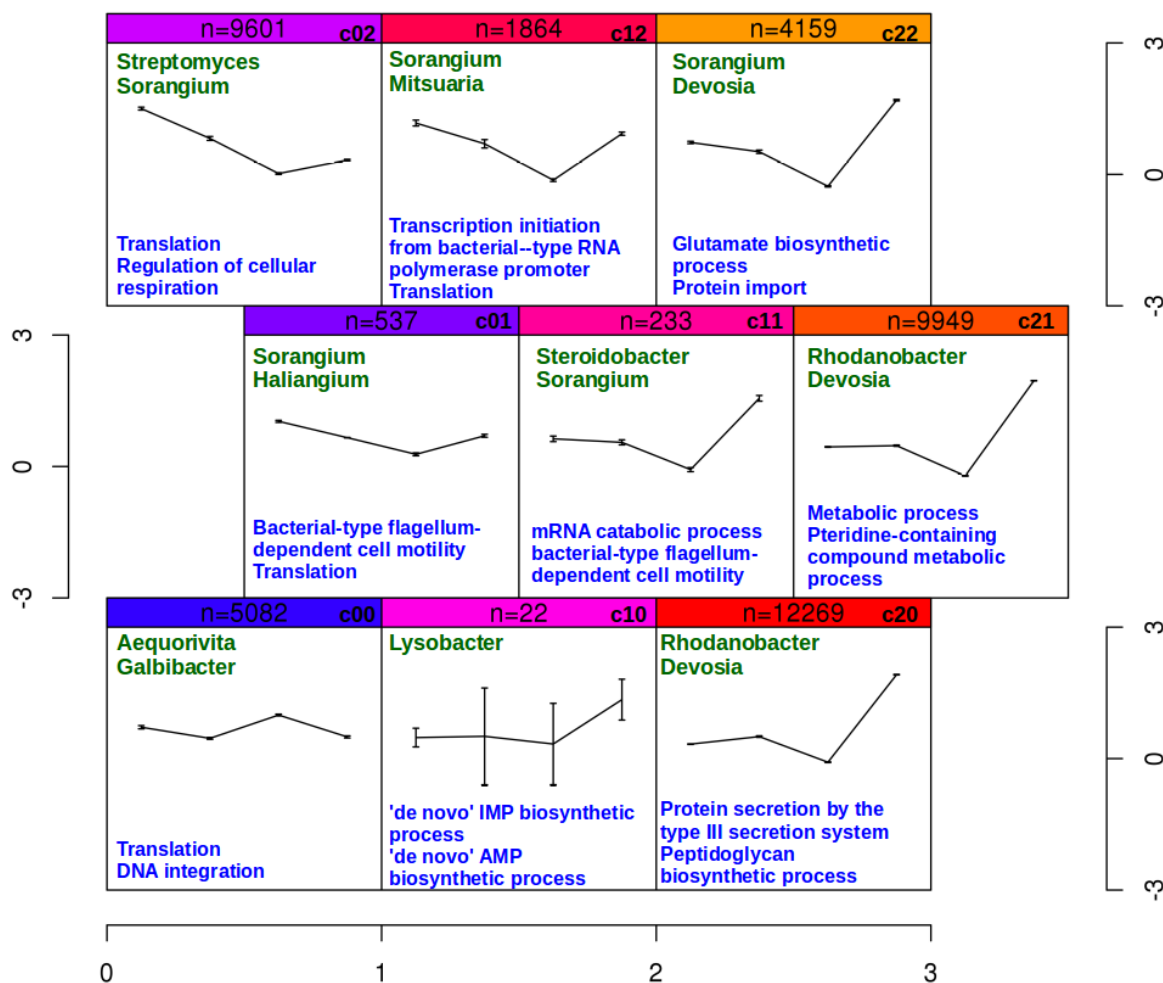 n=9601 c02
n=1864 c12
n=4159 c22
3
0
-3
Streptomyces
Sorangium
Translation
Regulation of cellular
respiration
Sorangium
Mitsuaria
Transcription initiation
from bacterial--type RNA
polymerase promoter
Translation
Sorangium
Devosia
Glutamate biosynthetic
process
Protein import
3
0
-3
n=537 c01
n=233 c11
n=9949 c21
Sorangium
Haliangium
Bacterial-type flagellum-
dependent cell motility
Translation
Steroidobacter
Sorangium
mRNA catabolic process
bacterial-type flagellum-
dependent cell motility
Rhodanobacter
Devosia
Metabolic process
Pteridine-containing
compound metabolic
process
n=5082 c00
n=22 c10
n=12269 c20
3
0
-3
Aequorivita
Galbibacter
Translation
DNA integration
Lysobacter
'de novo' IMP biosynthetic
process
'de novo' AMP
biosynthetic process
Rhodanobacter
Devosia
Protein secretion by the
type III secretion system
Peptidoglycan
biosynthetic process
0 1 2 3